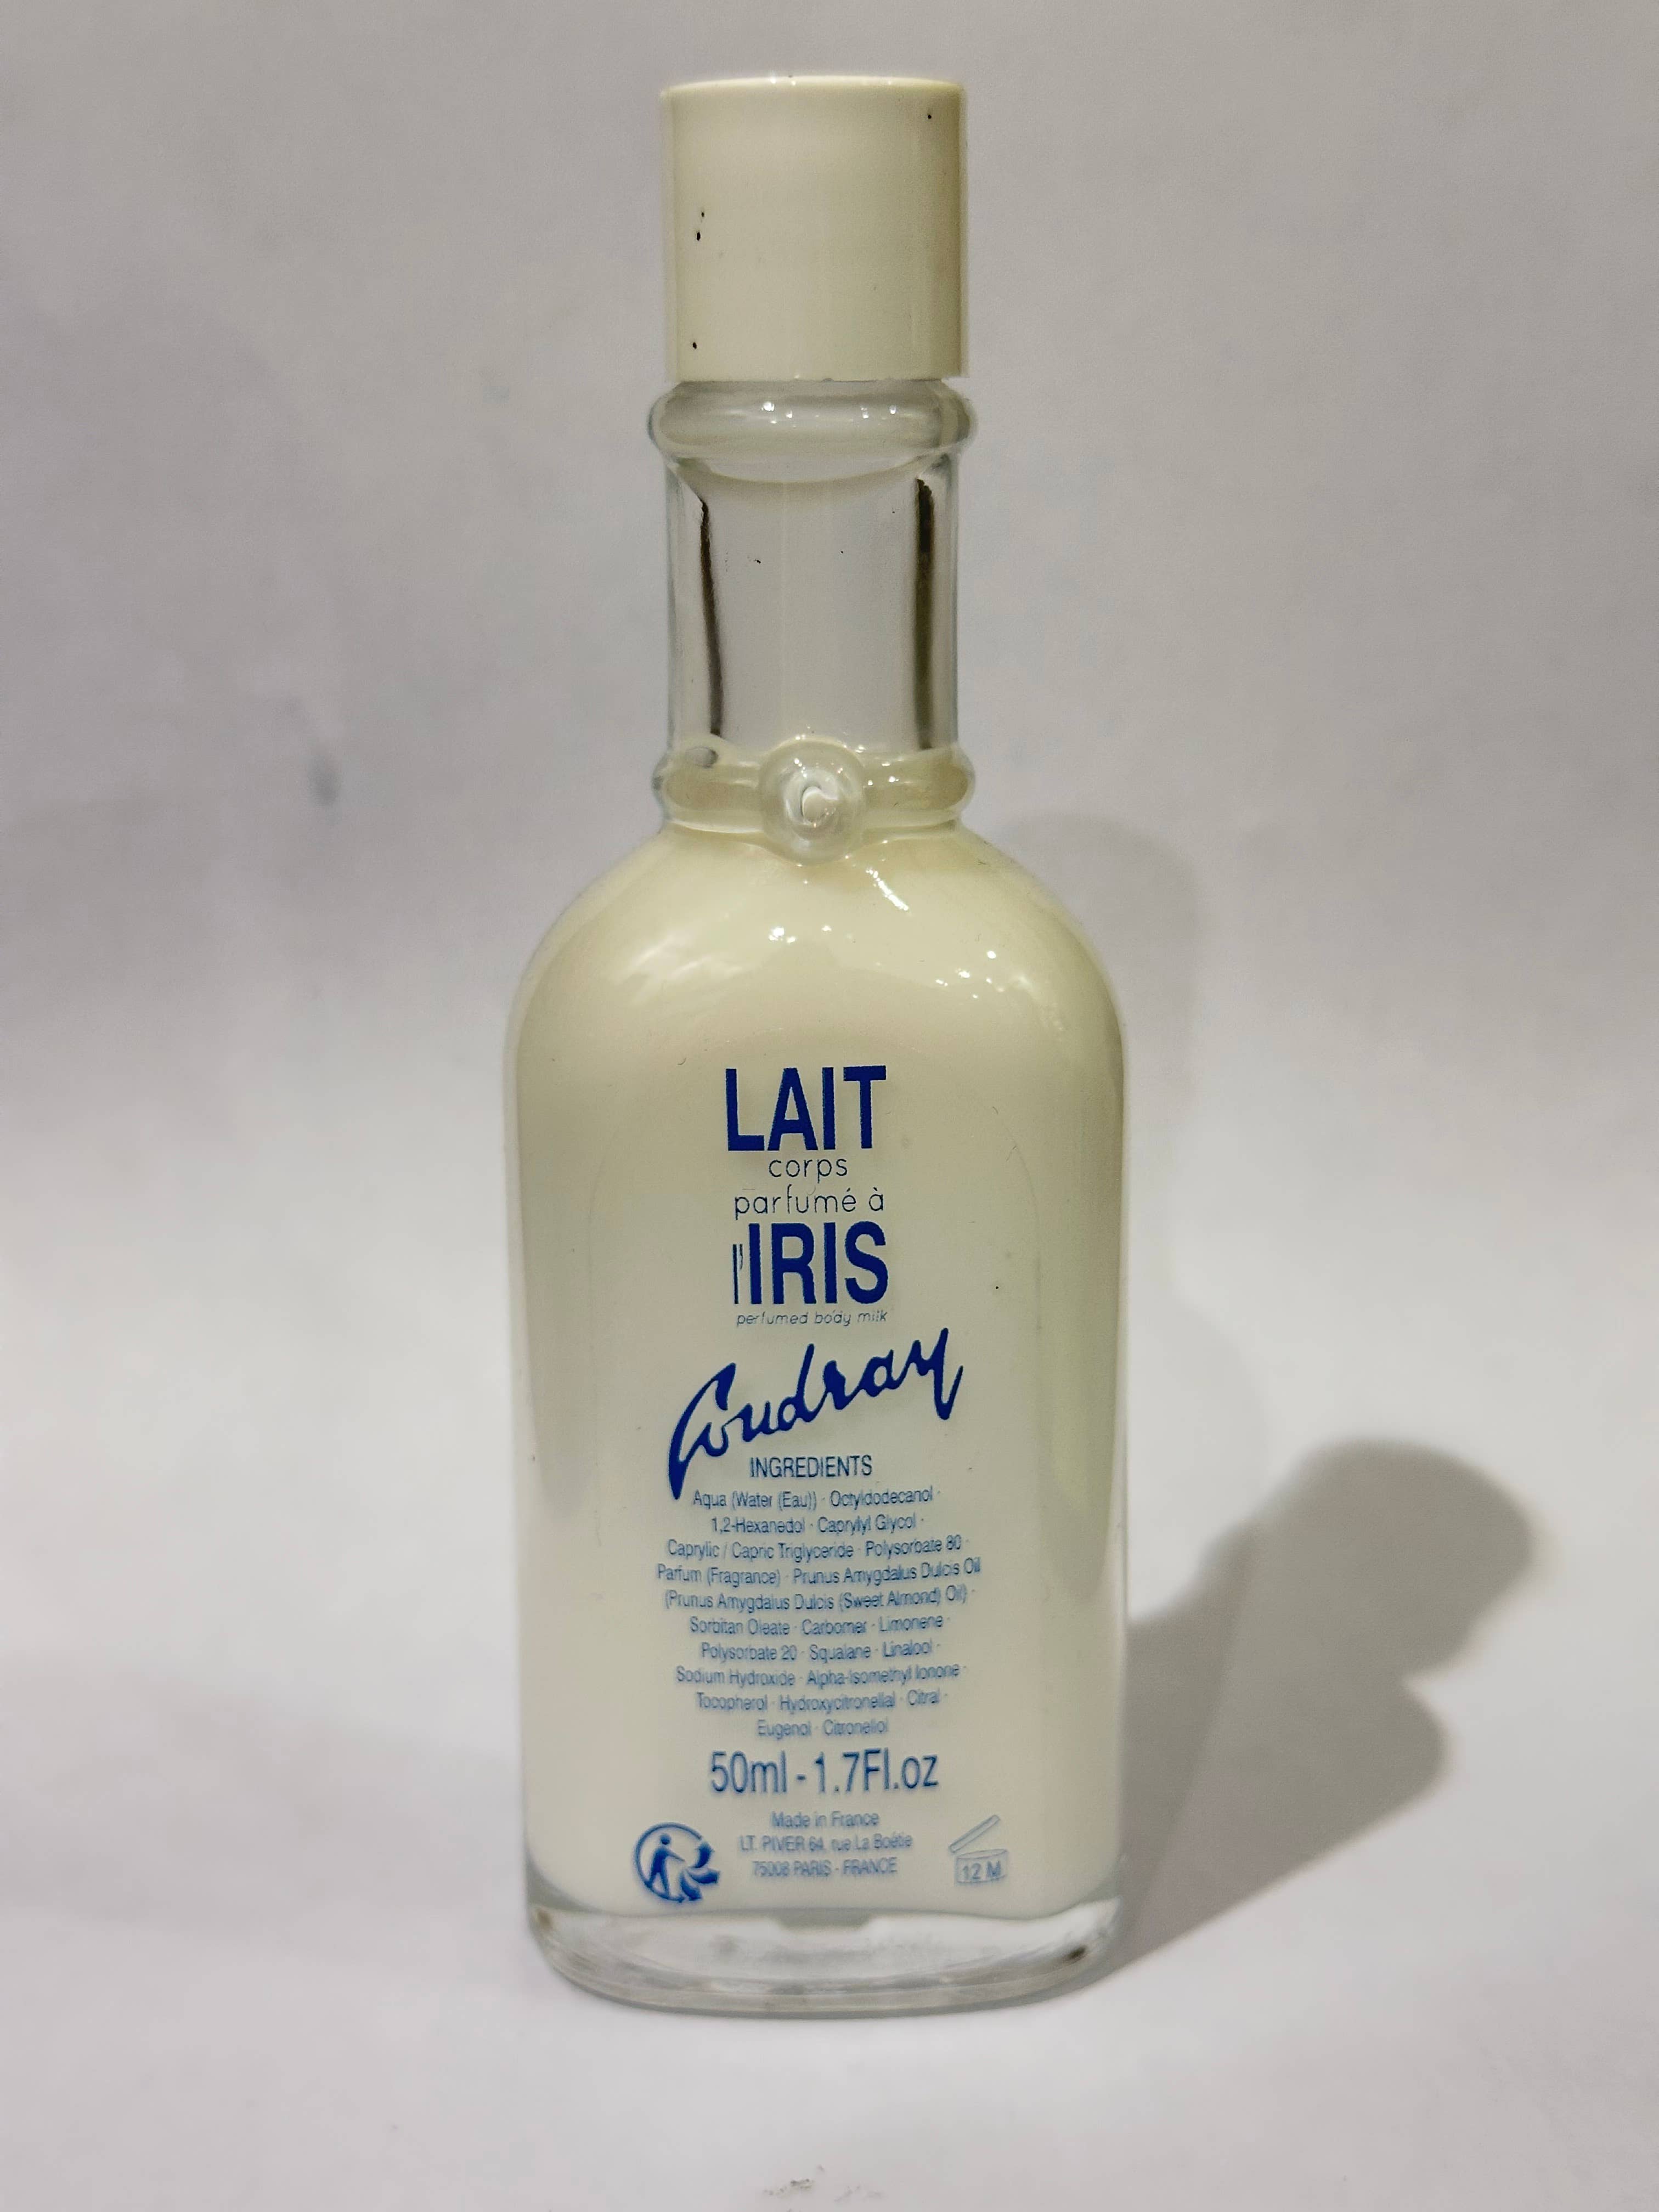 LAIT
corps
parfumé à
l'IRIS
perfumed body milk
Coudray
INGREDIENTS
Aqua (Water (Eau)) · Octyldodecanol ·
1,2-Hexanedol · Caprylyl Glycol ·
Caprylic / Capric Triglyceride · Polysorbate 80 ·
Parfum (Fragrance) · Prunus Amygdalus Dulcis Oil
(Prunus Amygdalus Dulcis (Sweet Almond) Oil) ·
Sorbitan Oleate · Carbomer · Limonene ·
Polysorbate 20 · Squalane · Linalool ·
Sodium Hydroxide · Alpha-Isomethyl Ionone ·
Tocopherol · Hydroxycitronellal · Citral ·
Eugenol · Citronellol
50ml - 1.7Fl.oz
Made in France
LT. PIVER 64, rue La Boétie
75008 PARIS - FRANCE
12 M